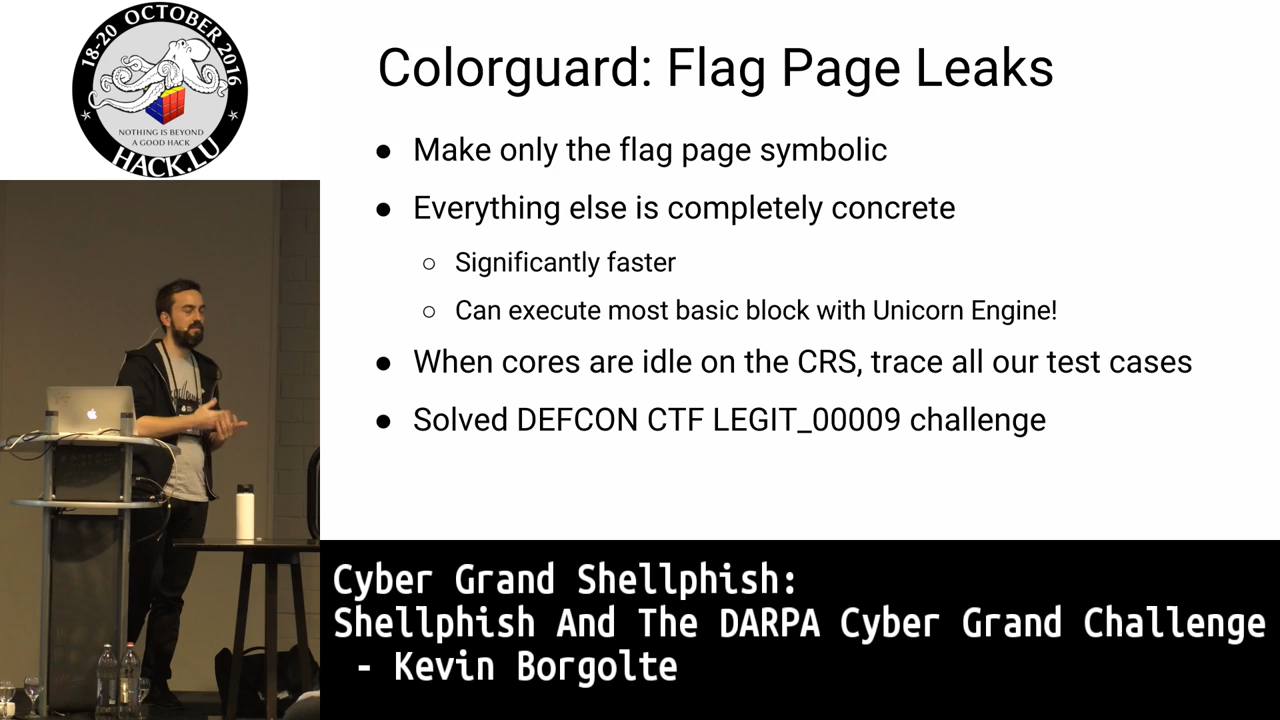 18-20 OCTOBER 2016
NOTHING IS BEYOND
A GOOD HACK
HACK.LU
Colorguard: Flag Page Leaks
● Make only the flag page symbolic
● Everything else is completely concrete
○ Significantly faster
○ Can execute most basic block with Unicorn Engine!
● When cores are idle on the CRS, trace all our test cases
● Solved DEFCON CTF LEGIT_00009 challenge
Cyber Grand Shellphish:
Shellphish And The DARPA Cyber Grand Challenge
- Kevin Borgolte